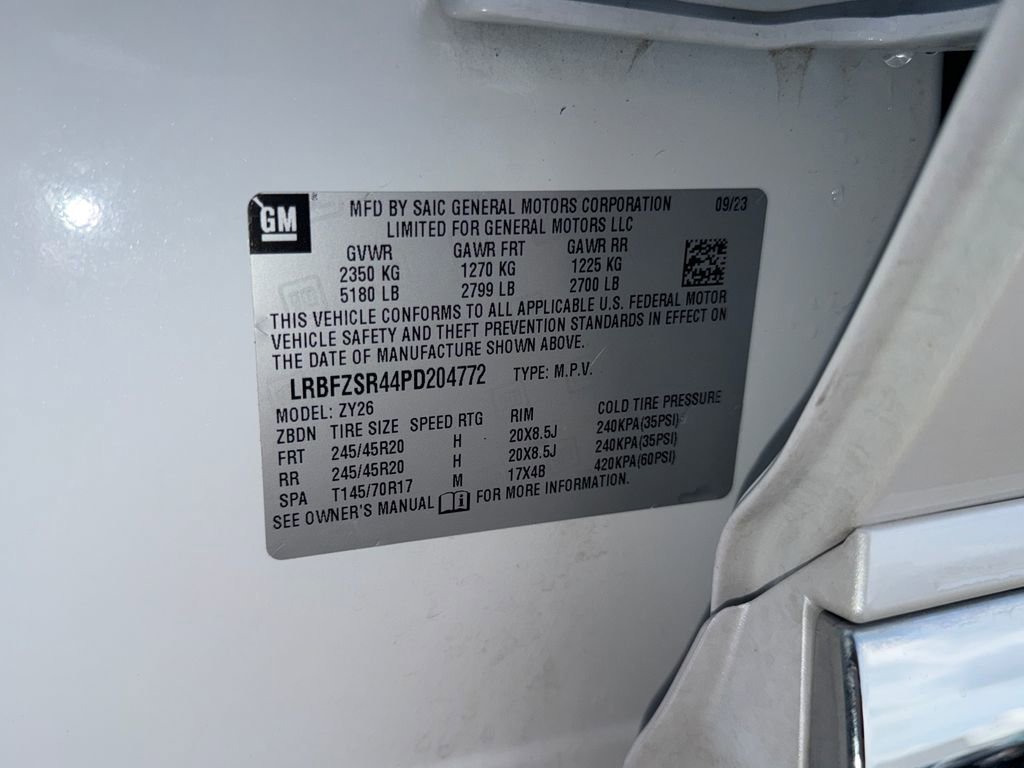 GM MFD BY SAIC GENERAL MOTORS CORPORATION 09/23
LIMITED FOR GENERAL MOTORS LLC
GVWR GAWR FRT GAWR RR
2350 KG 1270 KG 1225 KG
5180 LB 2799 LB 2700 LB
THIS VEHICLE CONFORMS TO ALL APPLICABLE U.S. FEDERAL MOTOR
VEHICLE SAFETY AND THEFT PREVENTION STANDARDS IN EFFECT ON
THE DATE OF MANUFACTURE SHOWN ABOVE.
LRBFZSR44PD204772 TYPE: M.P.V.
MODEL: ZY26
ZBDN TIRE SIZE SPEED RTG RIM COLD TIRE PRESSURE
FRT 245/45R20 H 20X8.5J 240KPA(35PSI)
RR 245/45R20 H 20X8.5J 240KPA(35PSI)
SPA T145/70R17 M 17X4B 420KPA(60PSI)
SEE OWNER'S MANUAL FOR MORE INFORMATION.